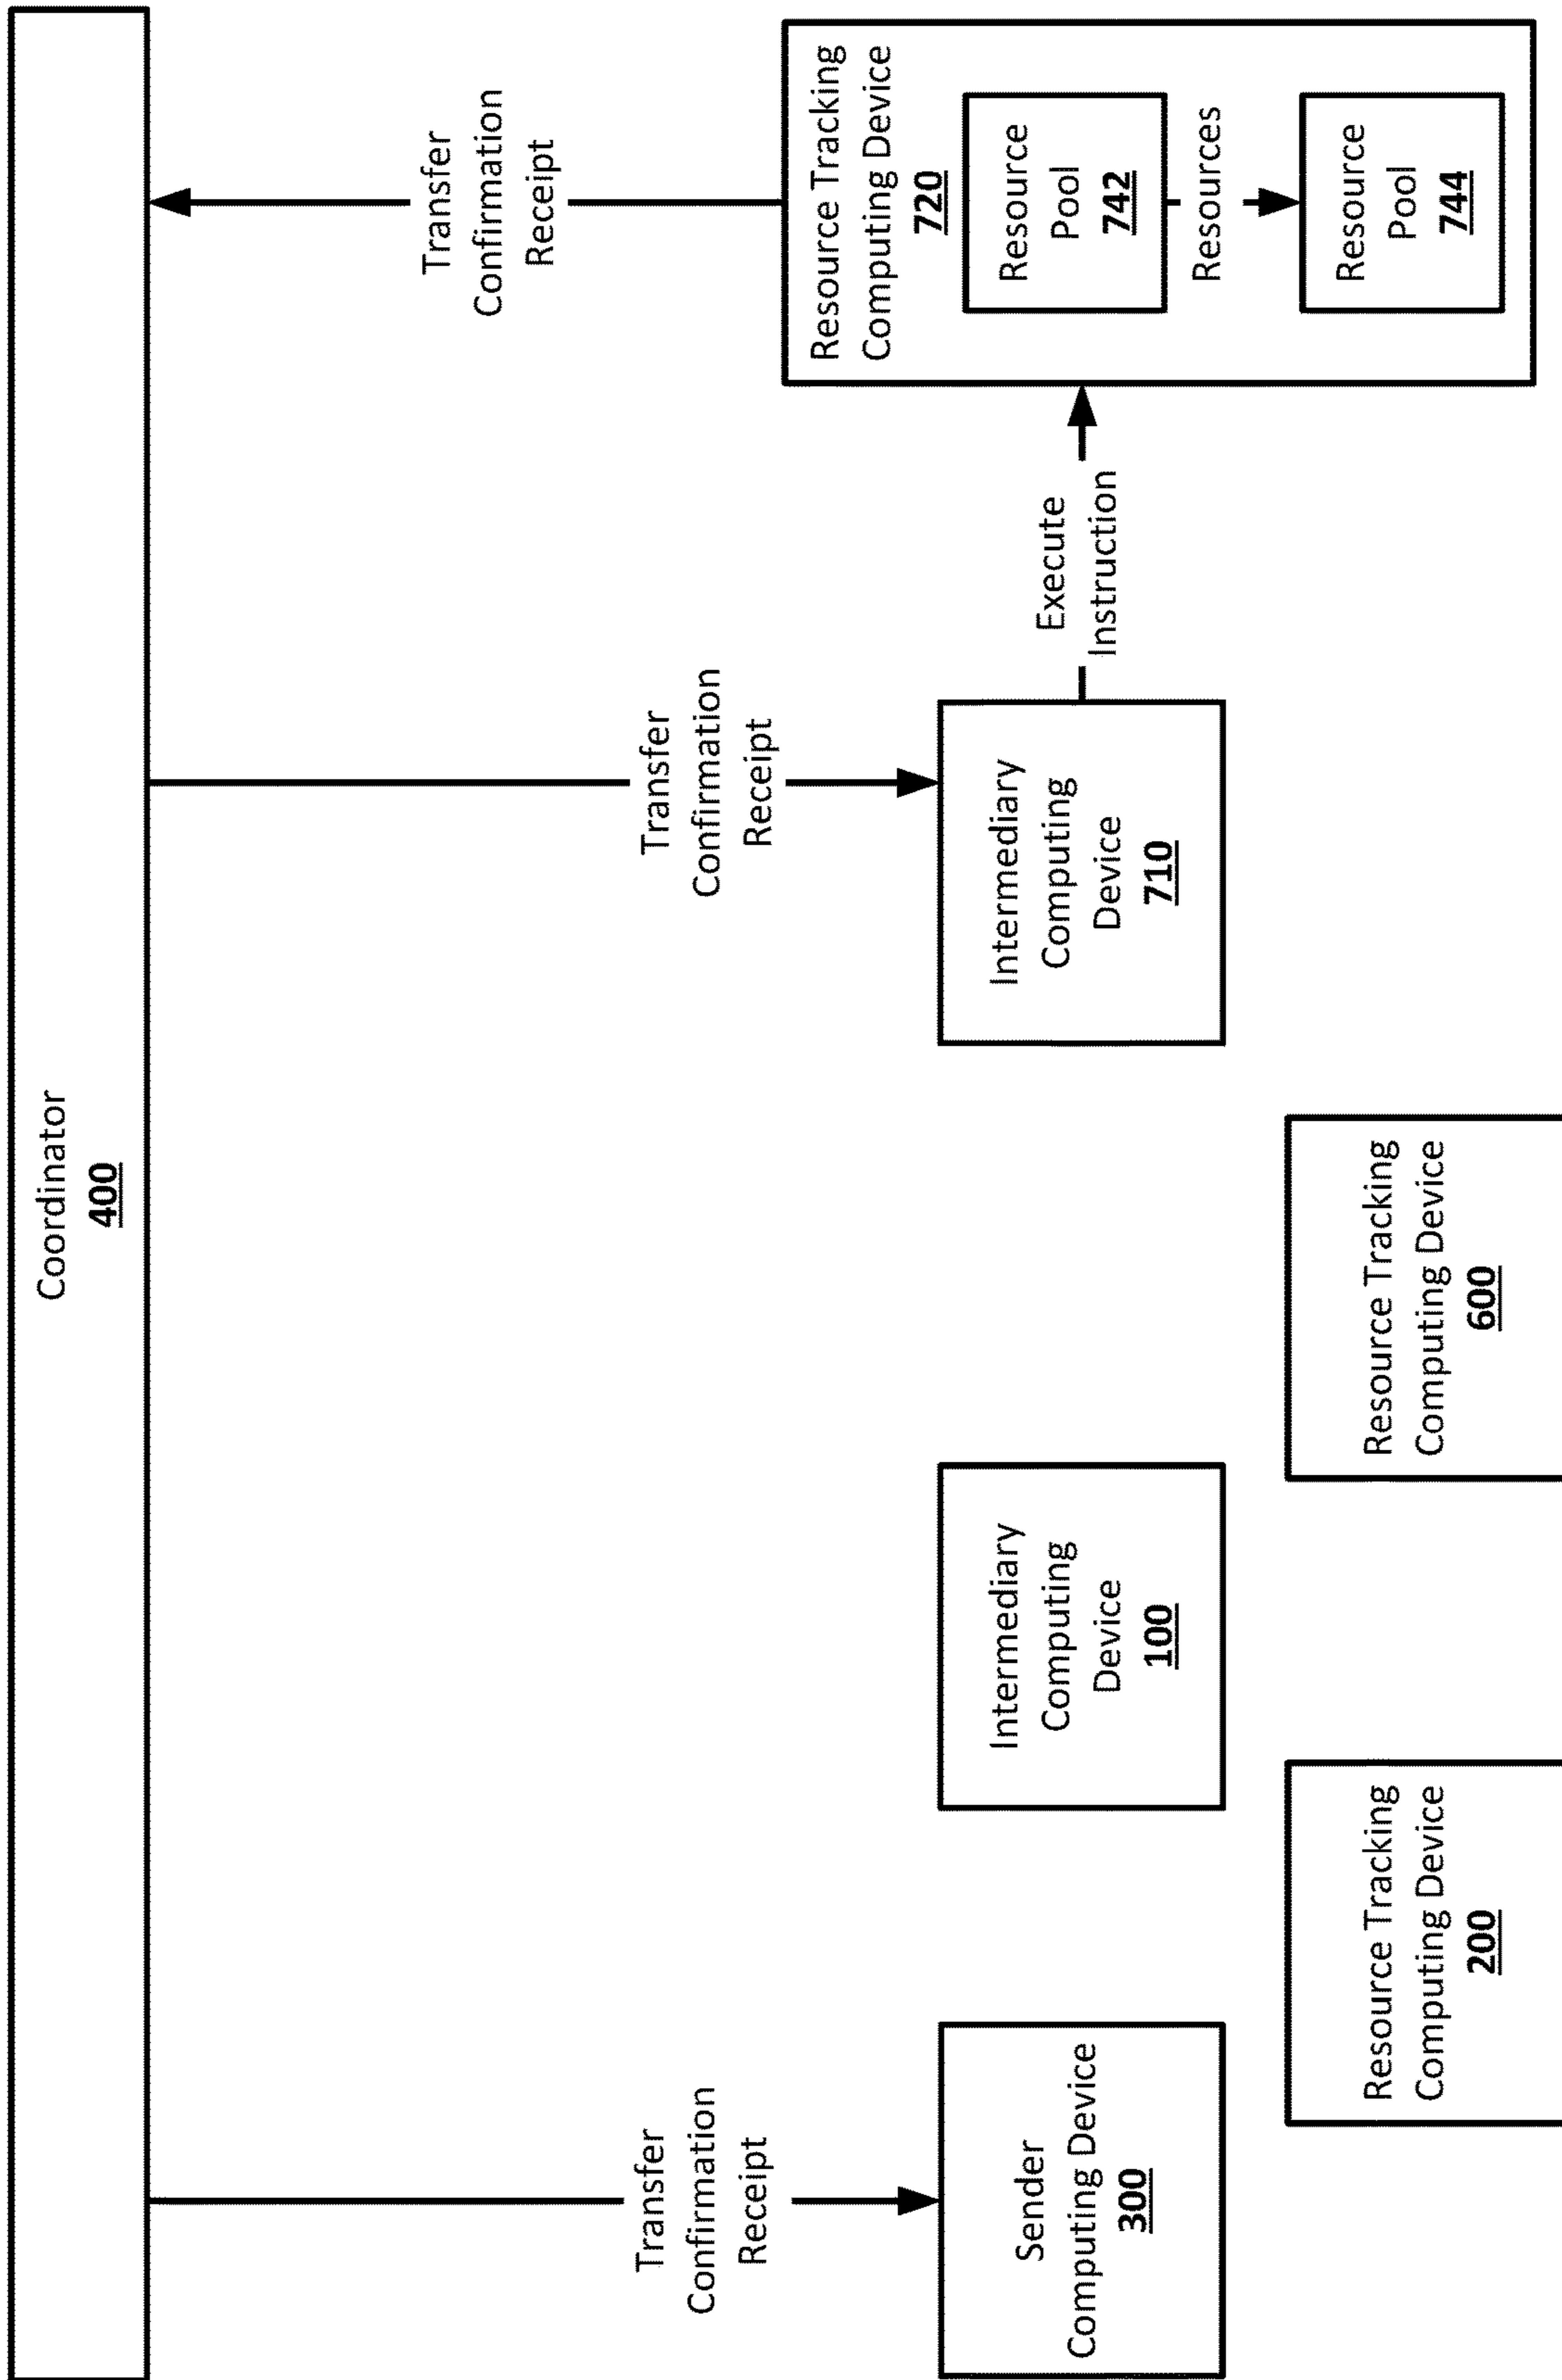 Coordinator
400
Transfer
Confirmation
Receipt
Transfer
Confirmation
Receipt
Transfer
Confirmation
Receipt
Sender
Computing Device
300
Intermediary
Computing
Device
100
Intermediary
Computing
Device
710
Execute
Instruction
Resource Tracking
Computing Device
720
Resource
Pool
742
Resources
Resource
Pool
744
Resource Tracking
Computing Device
200
Resource Tracking
Computing Device
600